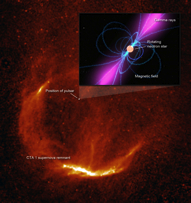 Gamma rays
Rotating
neutron star
Magnetic field
Position of pulsar
CTA 1 supernova remnant